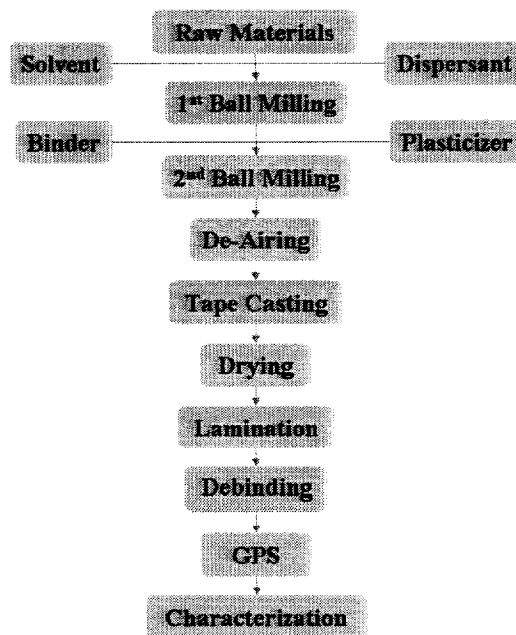 Raw Materials
Solvent
Dispersant
1st Ball Milling
Binder
Plasticizer
2nd Ball Milling
De-Airing
Tape Casting
Drying
Lamination
Debinding
GPS
Characterization